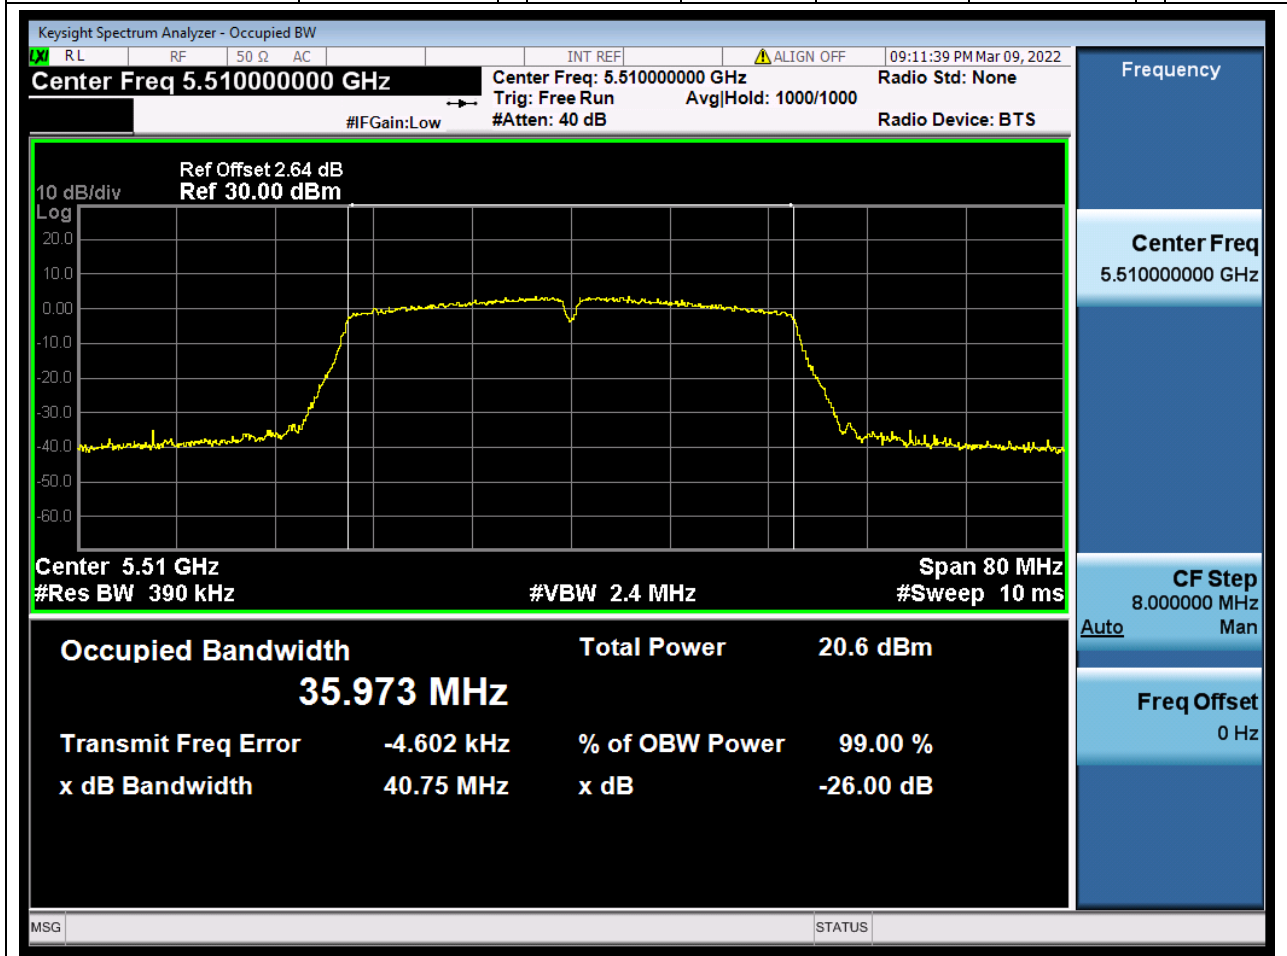 Keysight Spectrum Analyzer - Occupied BW
LXI RL RF 50 Ω AC INT REF ALIGN OFF 09:11:39 PM Mar 09, 2022
Center Freq 5.510000000 GHz
Center Freq: 5.510000000 GHz Radio Std: None
Trig: Free Run Avg|Hold: 1000/1000
#IFGain:Low #Atten: 40 dB Radio Device: BTS
Ref Offset 2.64 dB
10 dB/div Ref 30.00 dBm
Log
20.0
10.0
0.00
-10.0
-20.0
-30.0
-40.0
-50.0
-60.0
Center 5.51 GHz Span 80 MHz
#Res BW 390 kHz #VBW 2.4 MHz #Sweep 10 ms
Occupied Bandwidth Total Power 20.6 dBm
35.973 MHz
Transmit Freq Error -4.602 kHz % of OBW Power 99.00 %
x dB Bandwidth 40.75 MHz x dB -26.00 dB
MSG STATUS
Frequency
Center Freq
5.510000000 GHz
CF Step
8.000000 MHz
Auto Man
Freq Offset
0 Hz